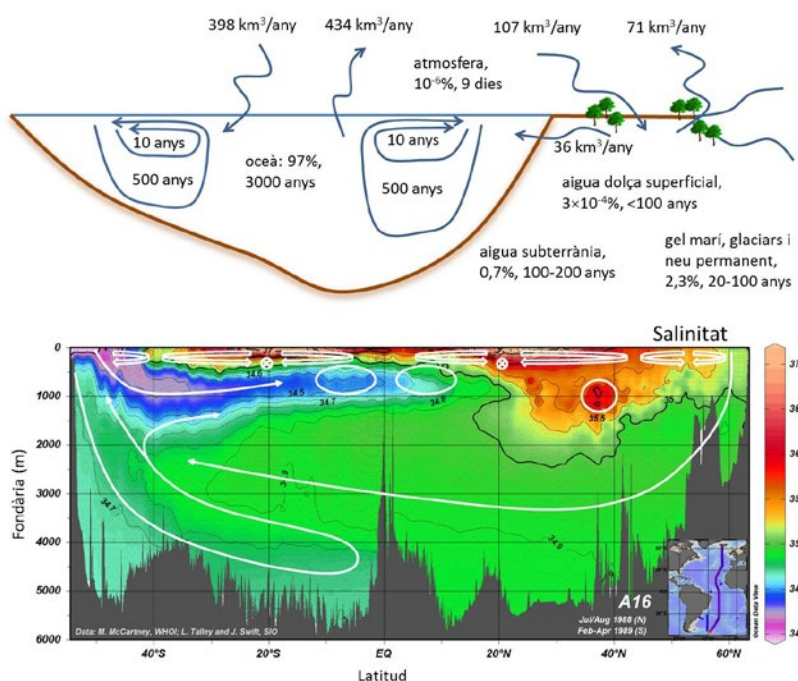 398 km³/any
434 km³/any
107 km³/any
71 km³/any
atmosfera,
10⁻⁶%, 9 dies
10 anys
500 anys
oceà: 97%,
3000 anys
10 anys
500 anys
36 km³/any
aigua dolça superficial,
3×10⁻⁴%, <100 anys
aigua subterrània,
0,7%, 100-200 anys
gel marí, glaciars i
neu permanent,
2,3%, 20-100 anys
Salinitat
0
1000
2000
3000
4000
5000
6000
Fondària (m)
34.6
34.5
34.7
34.8
35.5
35
34.7
34.9
34.9
A16
Jul/Aug 1988 (N)
Feb-Apr 1989 (S)
Data: M. McCartney, WHOI; L. Talley and J. Swift, SIO
Ocean Data View
40°S
20°S
EQ
20°N
40°N
60°N
Latitud